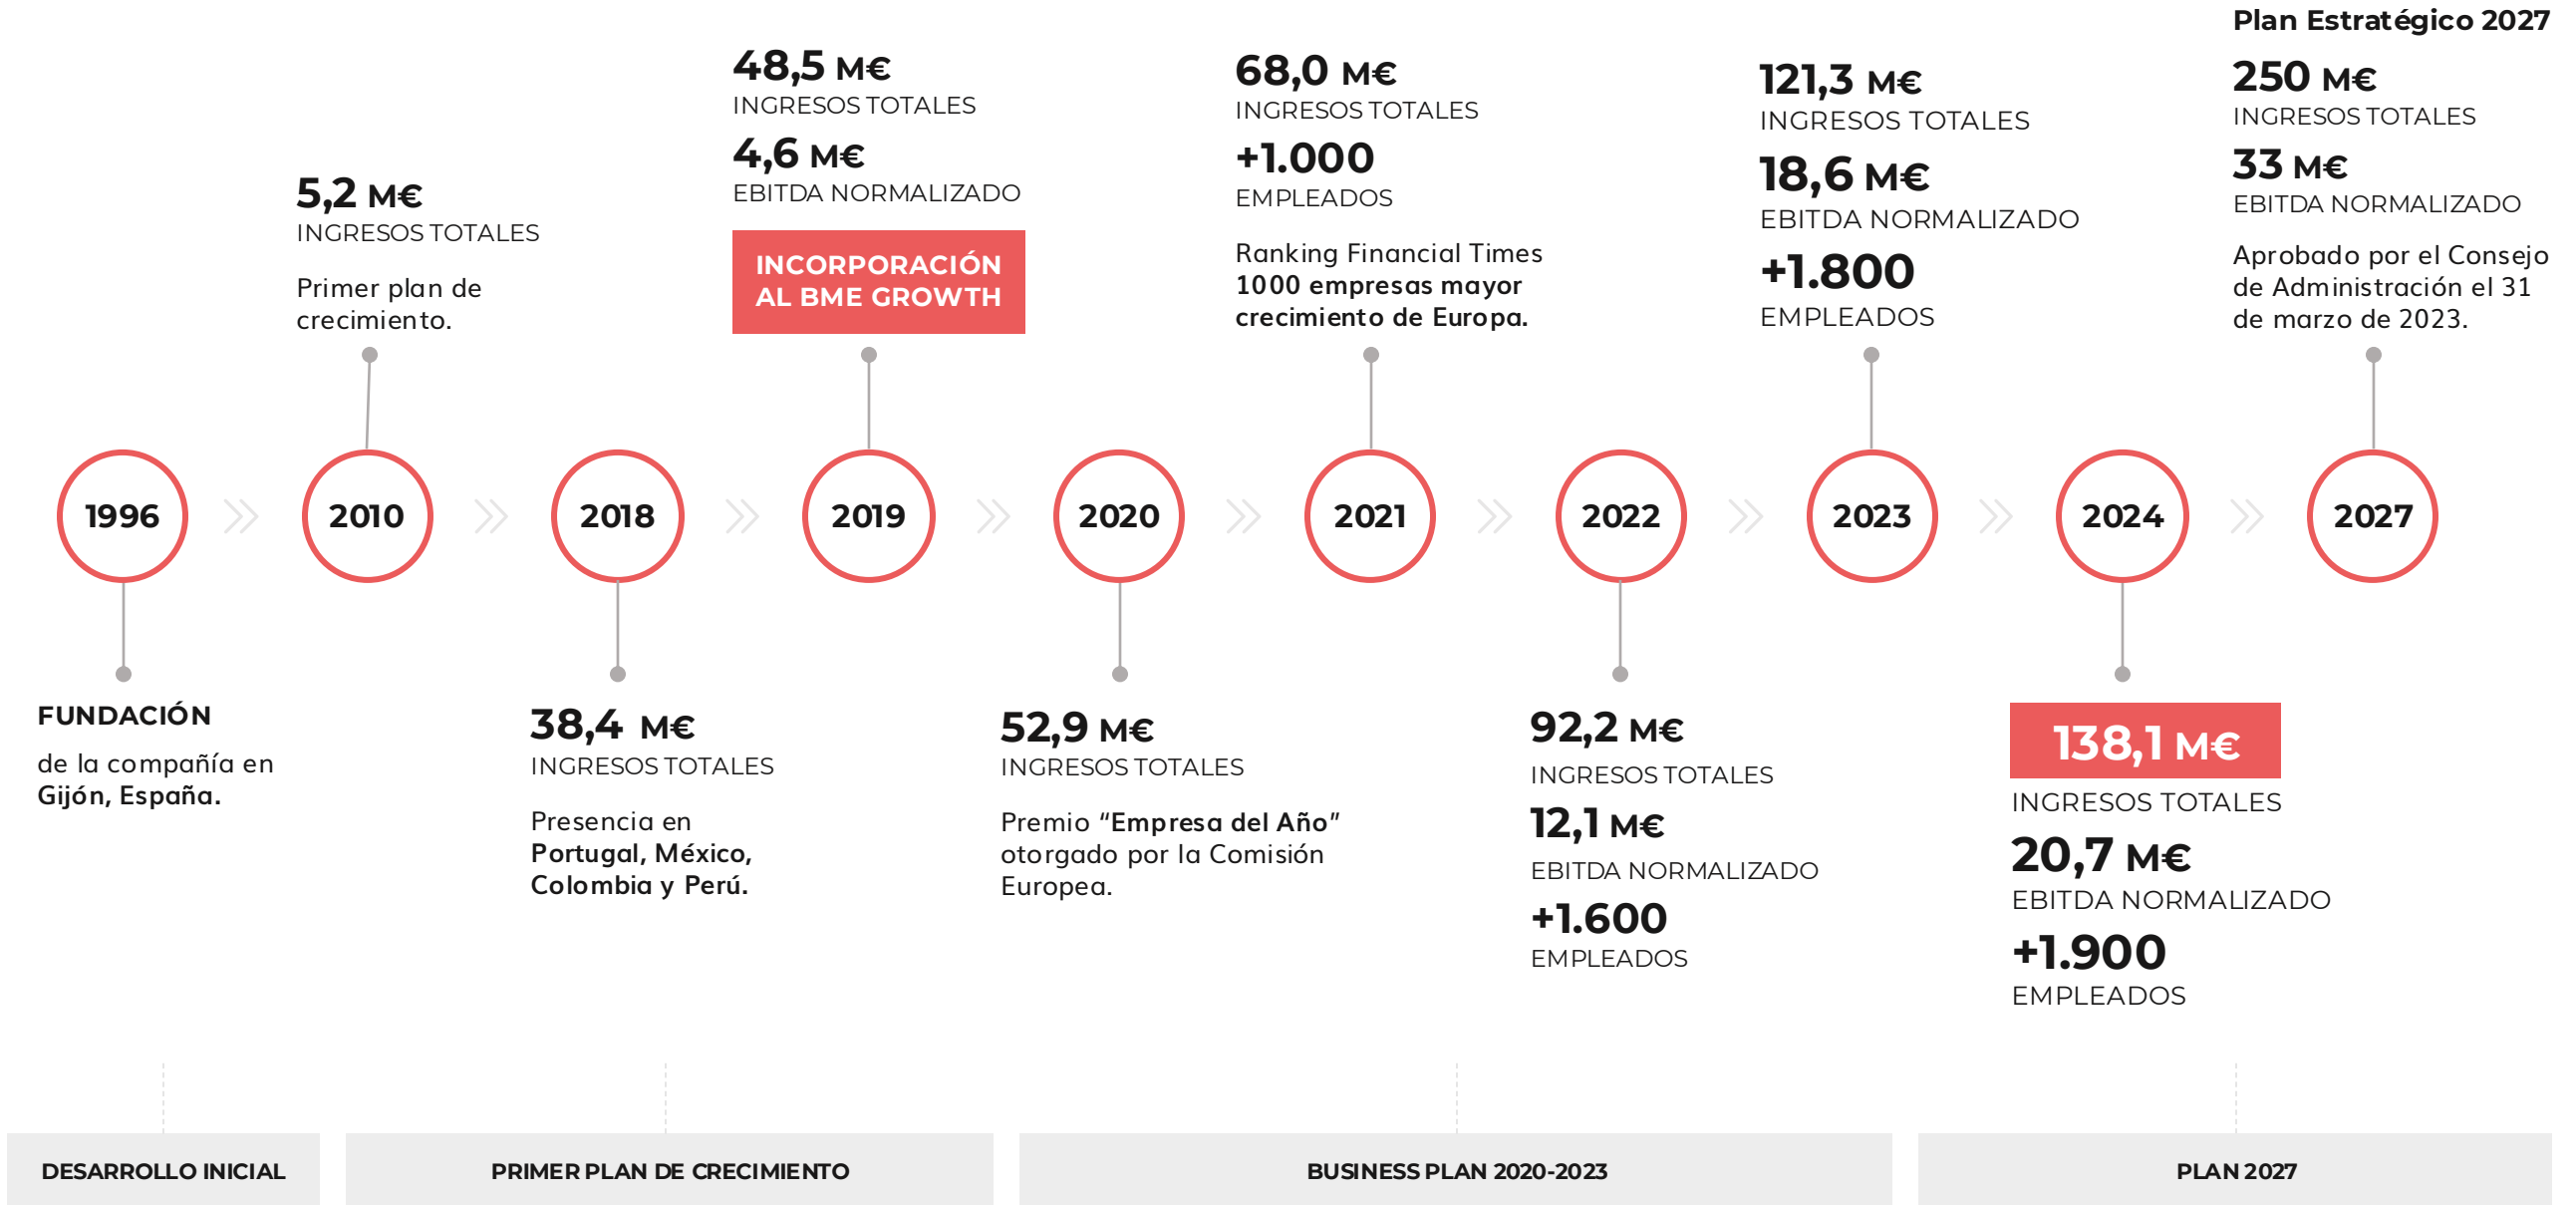 Plan Estratégico 2027
5,2 M€
INGRESOS TOTALES
Primer plan de
crecimiento.
48,5 M€
INGRESOS TOTALES
4,6 M€
EBITDA NORMALIZADO
INCORPORACIÓN
AL BME GROWTH
68,0 M€
INGRESOS TOTALES
+1.000
EMPLEADOS
Ranking Financial Times
1000 empresas mayor
crecimiento de Europa.
121,3 M€
INGRESOS TOTALES
18,6 M€
EBITDA NORMALIZADO
+1.800
EMPLEADOS
250 M€
INGRESOS TOTALES
33 M€
EBITDA NORMALIZADO
Aprobado por el Consejo
de Administración el 31
de marzo de 2023.
1996
2010
2018
2019
2020
2021
2022
2023
2024
2027
FUNDACIÓN
de la compañía en
Gijón, España.
38,4 M€
INGRESOS TOTALES
Presencia en
Portugal, México,
Colombia y Perú.
52,9 M€
INGRESOS TOTALES
Premio “Empresa del Año”
otorgado por la Comisión
Europea.
92,2 M€
INGRESOS TOTALES
12,1 M€
EBITDA NORMALIZADO
+1.600
EMPLEADOS
138,1 M€
INGRESOS TOTALES
20,7 M€
EBITDA NORMALIZADO
+1.900
EMPLEADOS
DESARROLLO INICIAL
PRIMER PLAN DE CRECIMIENTO
BUSINESS PLAN 2020-2023
PLAN 2027